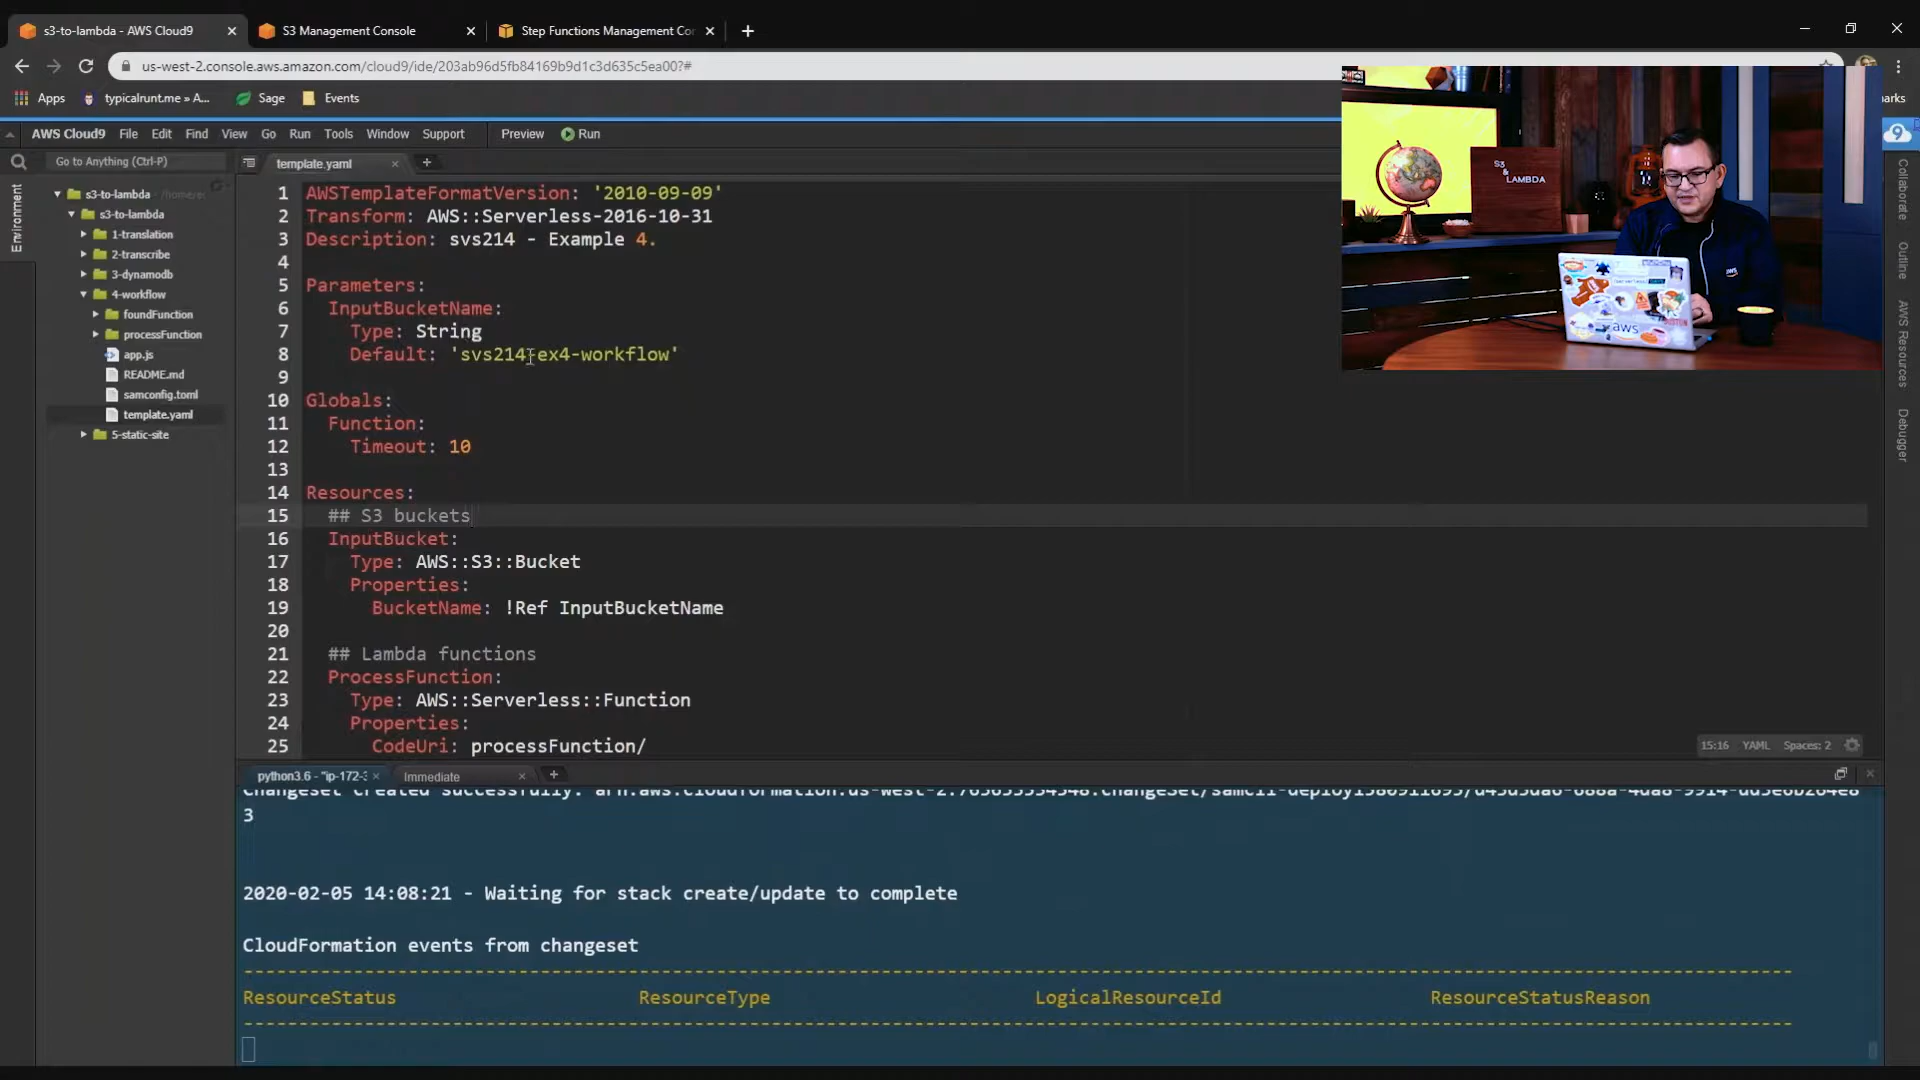 s3-to-lambda - AWS Cloud9
S3 Management Console
Step Functions Management Con
us-west-2.console.aws.amazon.com/cloud9/ide/203ab96d5fb84169b9d1c3d635c5ea00?#
Apps
typicalrunt.me » A...
Sage
Events
AWS Cloud9
File
Edit
Find
View
Go
Run
Tools
Window
Support
Preview
Run
9
Go to Anything (Ctrl-P)
template.yaml
Environment
s3-to-lambda
s3-to-lambda
1-translation
2-transcribe
3-dynamodb
4-workflow
foundFunction
processFunction
app.js
README.md
samconfig.toml
template.yaml
5-static-site
1 AWSTemplateFormatVersion: '2010-09-09'
2 Transform: AWS::Serverless-2016-10-31
3 Description: svs214 - Example 4.
4
5 Parameters:
6 InputBucketName:
7 Type: String
8 Default: 'svs214-ex4-workflow'
9
10 Globals:
11 Function:
12 Timeout: 10
13
14 Resources:
15 ## S3 buckets
16 InputBucket:
17 Type: AWS::S3::Bucket
18 Properties:
19 BucketName: !Ref InputBucketName
20
21 ## Lambda functions
22 ProcessFunction:
23 Type: AWS::Serverless::Function
24 Properties:
25 CodeUri: processFunction/
15:16 YAML Spaces: 2
S3
&
LAMBDA
aws
Collaborate
Outline
AWS Resources
Debugger
python3.6 - "ip-172-3
Immediate
3
2020-02-05 14:08:21 - Waiting for stack create/update to complete
CloudFormation events from changeset
ResourceStatus ResourceType LogicalResourceId ResourceStatusReason